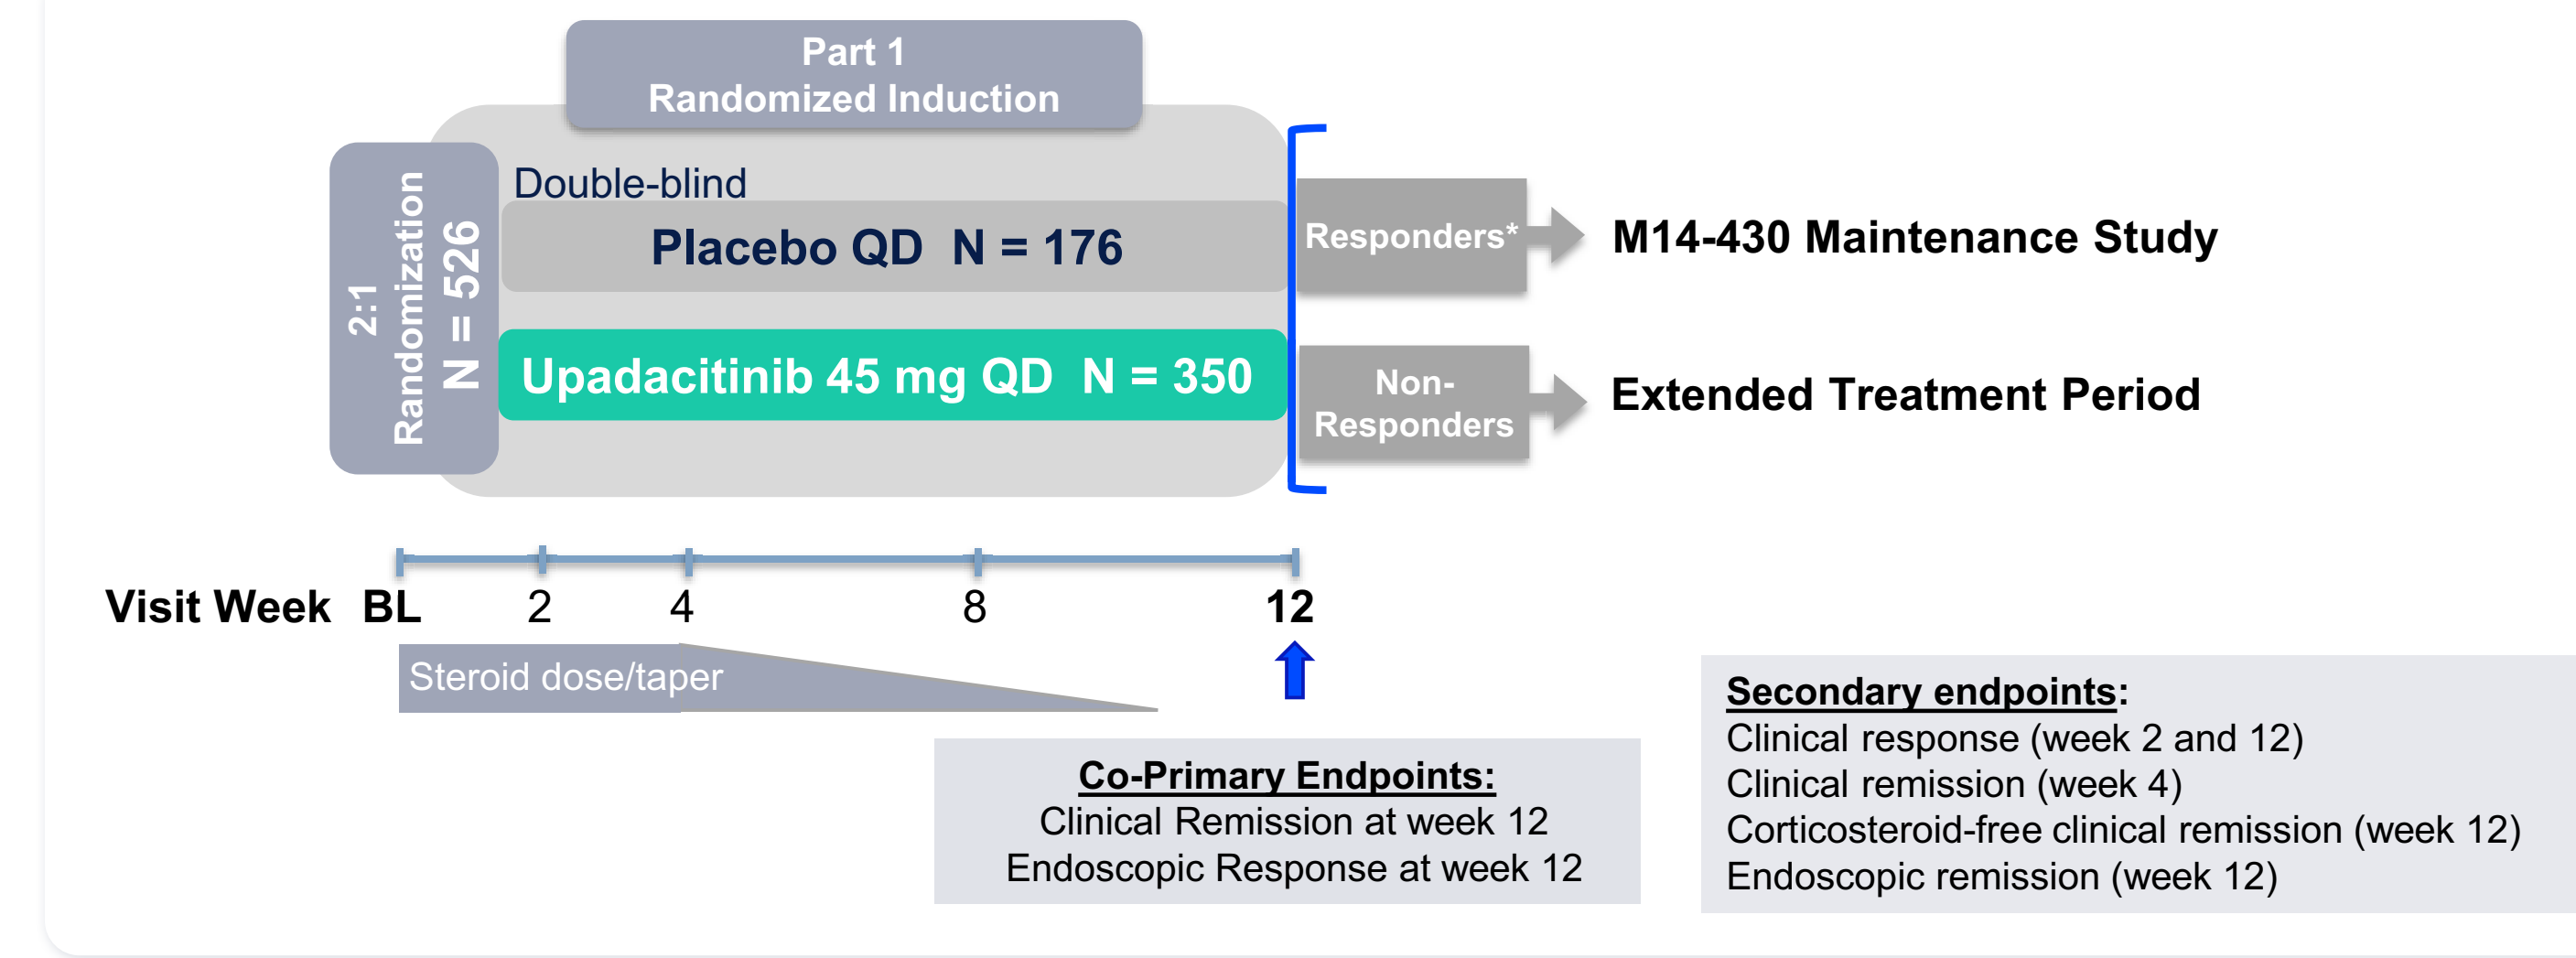 Part 1
Randomized Induction
2:1
Randomization
N = 526
Double-blind
Placebo QD  N = 176
Upadacitinib 45 mg QD  N = 350
Responders*
M14-430 Maintenance Study
Non-
Responders
Extended Treatment Period
Visit Week BL 2 4 8 12
Steroid dose/taper
Co-Primary Endpoints:
Clinical Remission at week 12
Endoscopic Response at week 12
Secondary endpoints:
Clinical response (week 2 and 12)
Clinical remission (week 4)
Corticosteroid-free clinical remission (week 12)
Endoscopic remission (week 12)